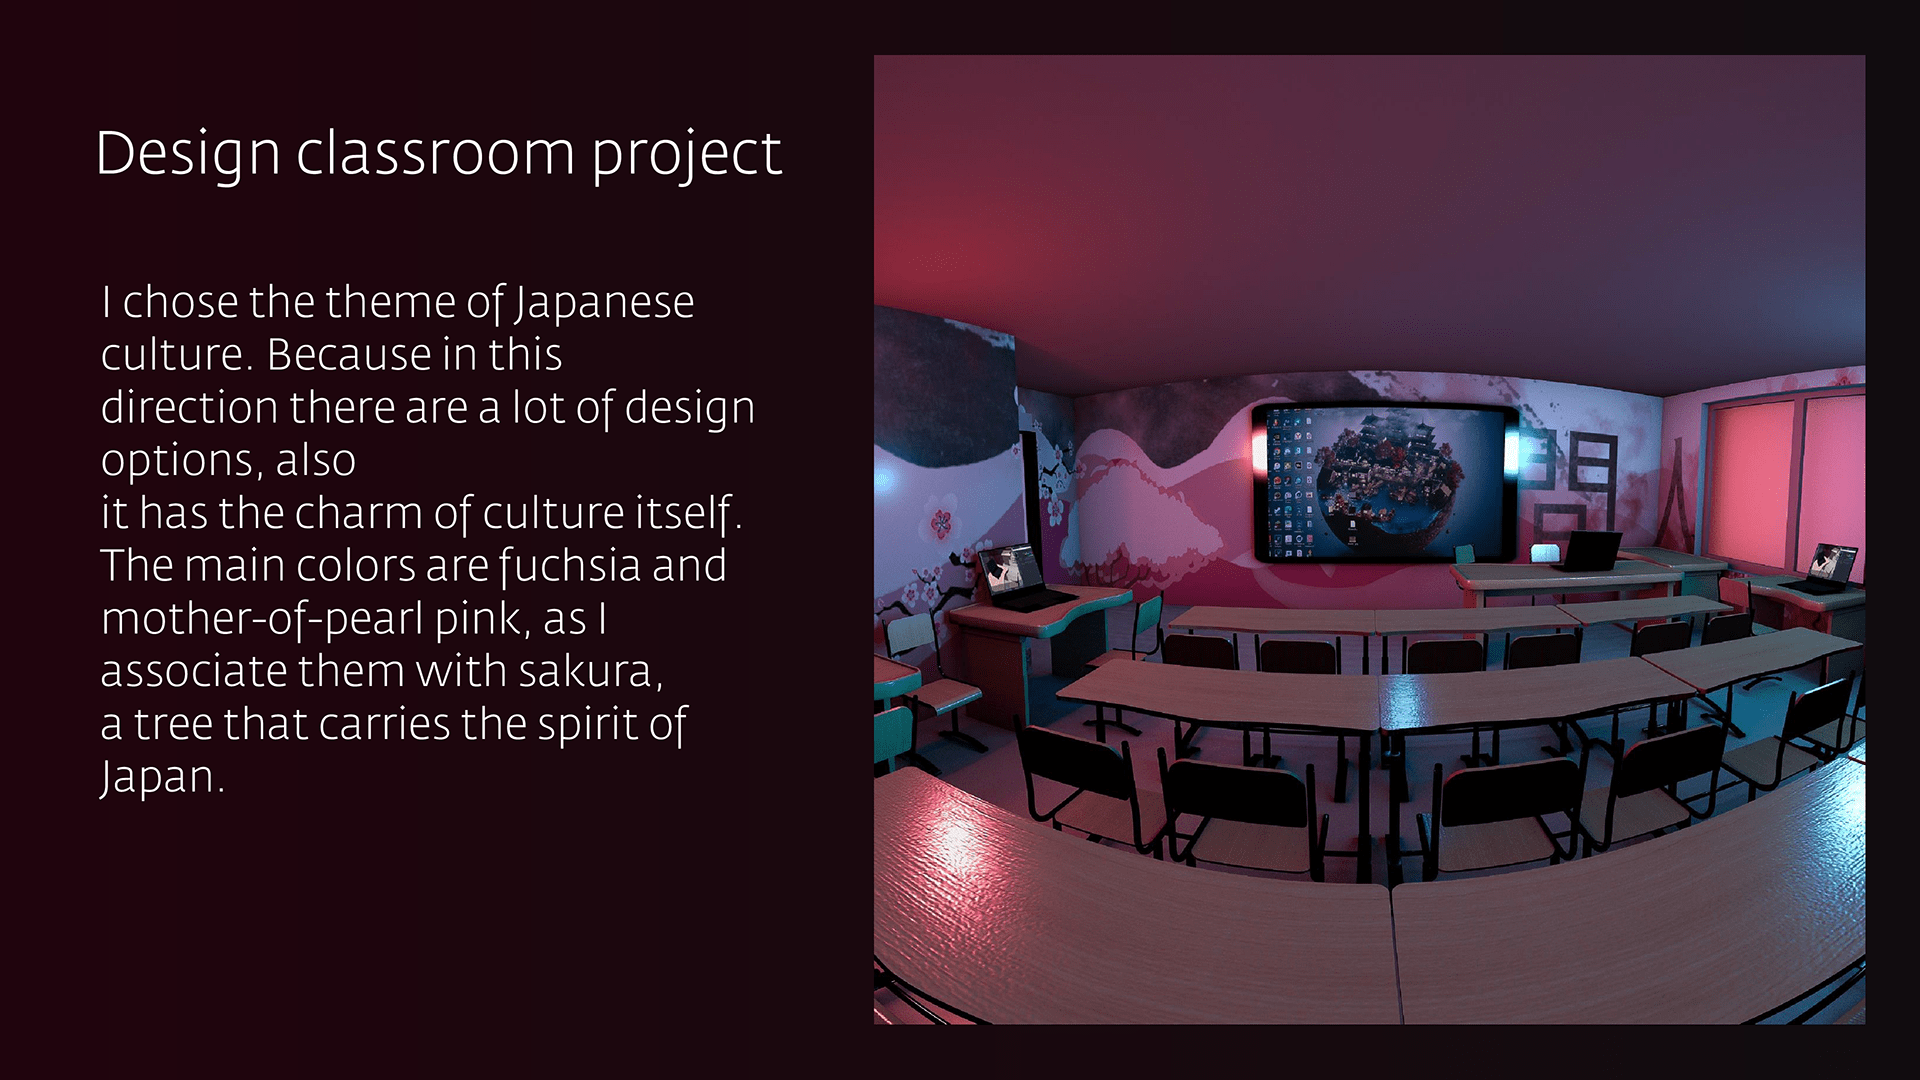 Design classroom project
I chose the theme of Japanese
culture. Because in this
direction there are a lot of design
options, also
it has the charm of culture itself.
The main colors are fuchsia and
mother-of-pearl pink, as I
associate them with sakura,
a tree that carries the spirit of
Japan.